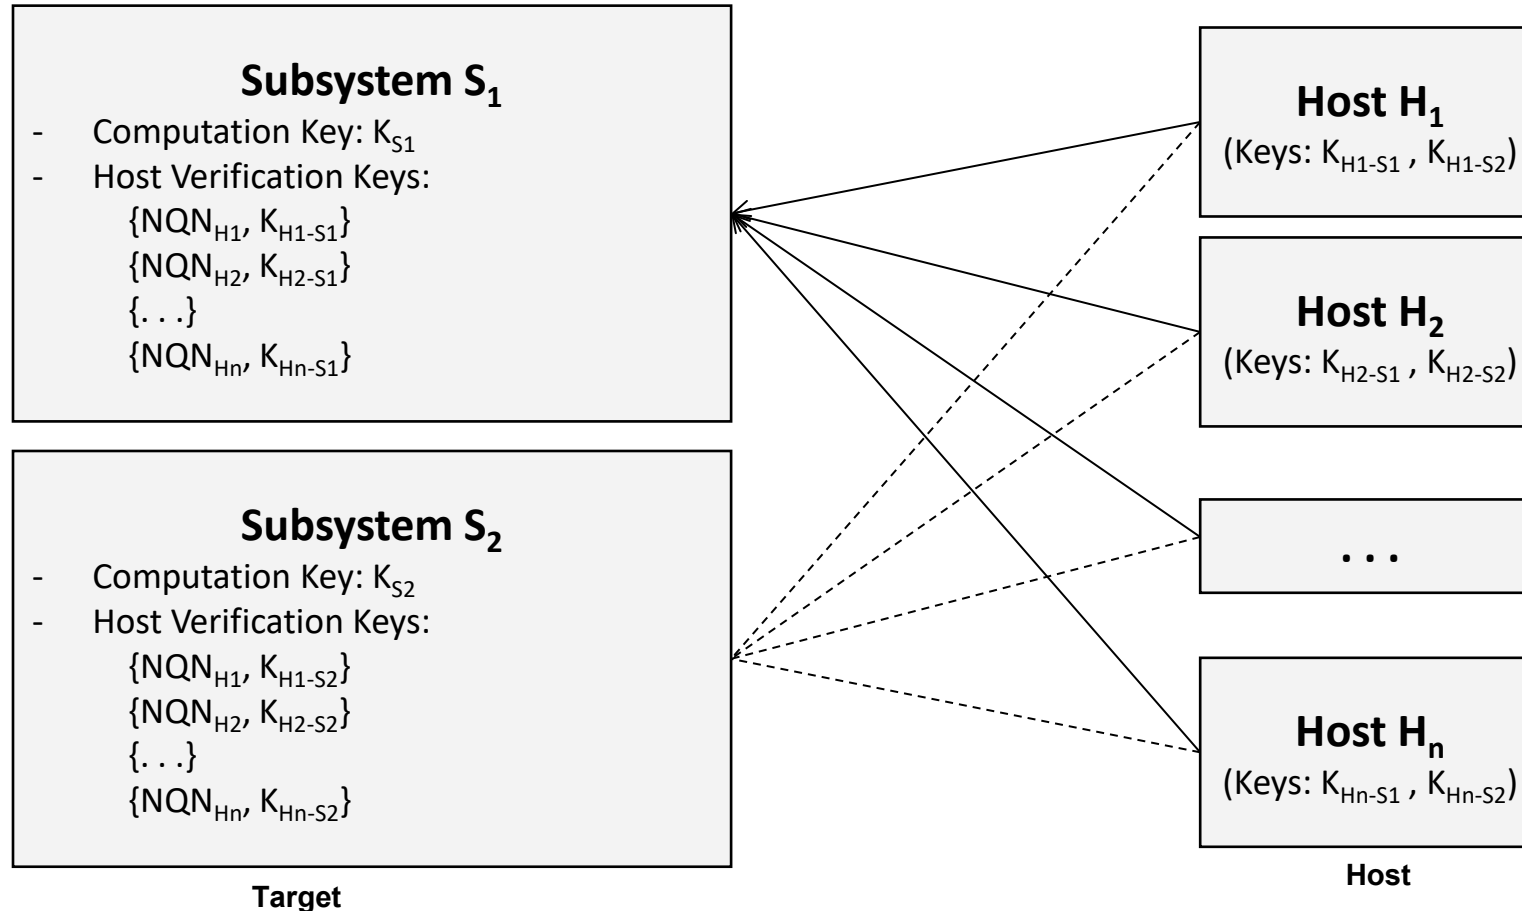 Subsystem S1
- Computation Key: KS1
- Host Verification Keys:
{NQNH1, KH1-S1}
{NQNH2, KH2-S1}
{. . .}
{NQNHn, KHn-S1}
Subsystem S2
- Computation Key: KS2
- Host Verification Keys:
{NQNH1, KH1-S2}
{NQNH2, KH2-S2}
{. . .}
{NQNHn, KHn-S2}
Target
Host H1
(Keys: KH1-S1 , KH1-S2)
Host H2
(Keys: KH2-S1 , KH2-S2)
. . .
Host Hn
(Keys: KHn-S1 , KHn-S2)
Host